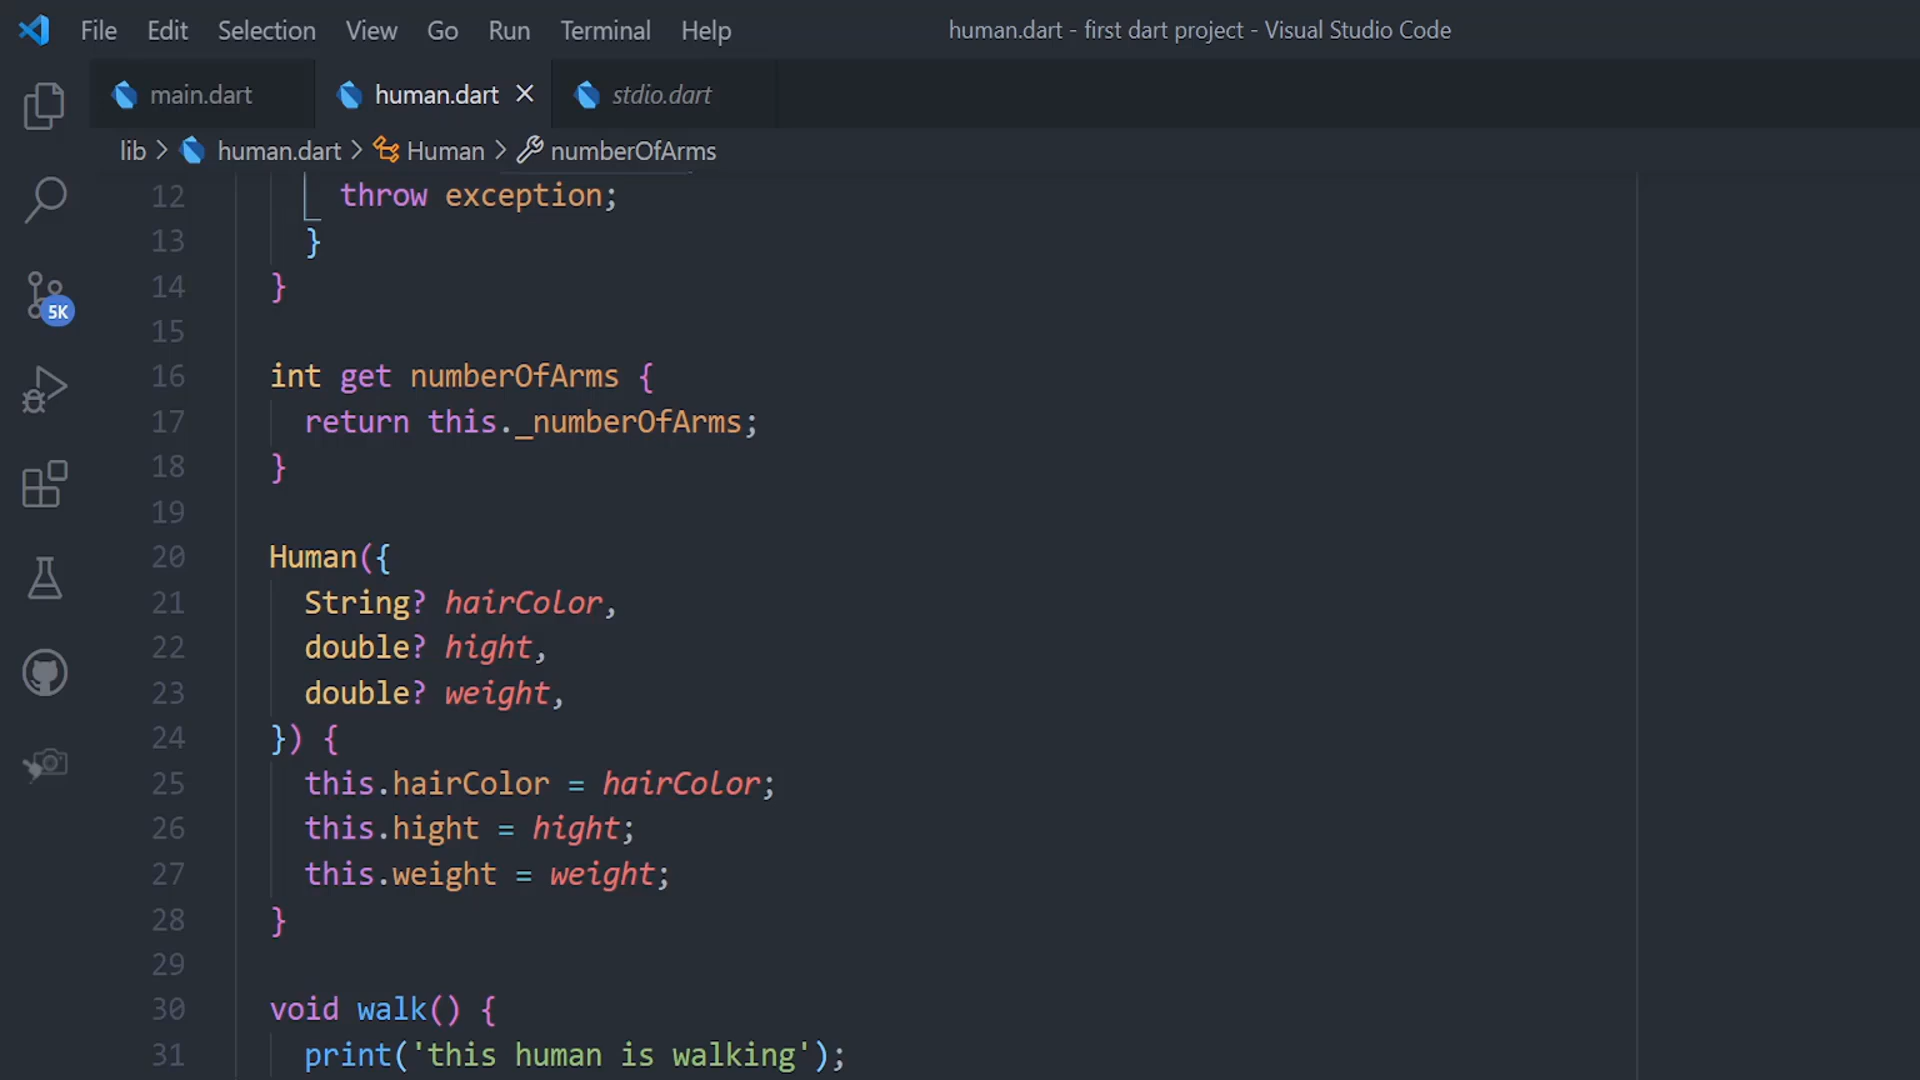 File Edit Selection View Go Run Terminal Help human.dart - first dart project - Visual Studio Code
main.dart human.dart stdio.dart
lib > human.dart > Human > numberOfArms
12 throw exception;
13 }
14 }
15
16 int get numberOfArms {
17 return this._numberOfArms;
18 }
19
20 Human({
21 String? hairColor,
22 double? hight,
23 double? weight,
24 }) {
25 this.hairColor = hairColor;
26 this.hight = hight;
27 this.weight = weight;
28 }
29
30 void walk() {
31 print('this human is walking');
5K